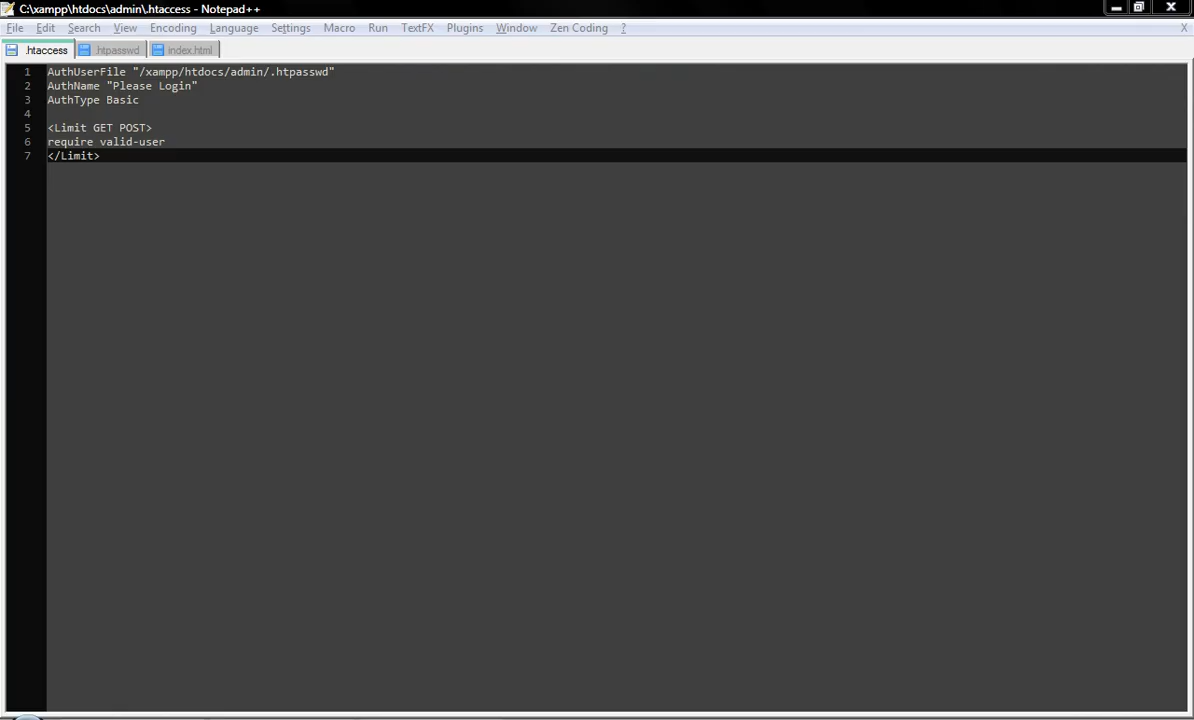 C:\xampp\htdocs\admin\.htaccess - Notepad++
File Edit Search View Encoding Language Settings Macro Run TextFX Plugins Window Zen Coding ? X
.htaccess .htpasswd index.html
1 AuthUserFile "/xampp/htdocs/admin/.htpasswd"
2 AuthName "Please Login"
3 AuthType Basic
4
5 <Limit GET POST>
6 require valid-user
7 </Limit>